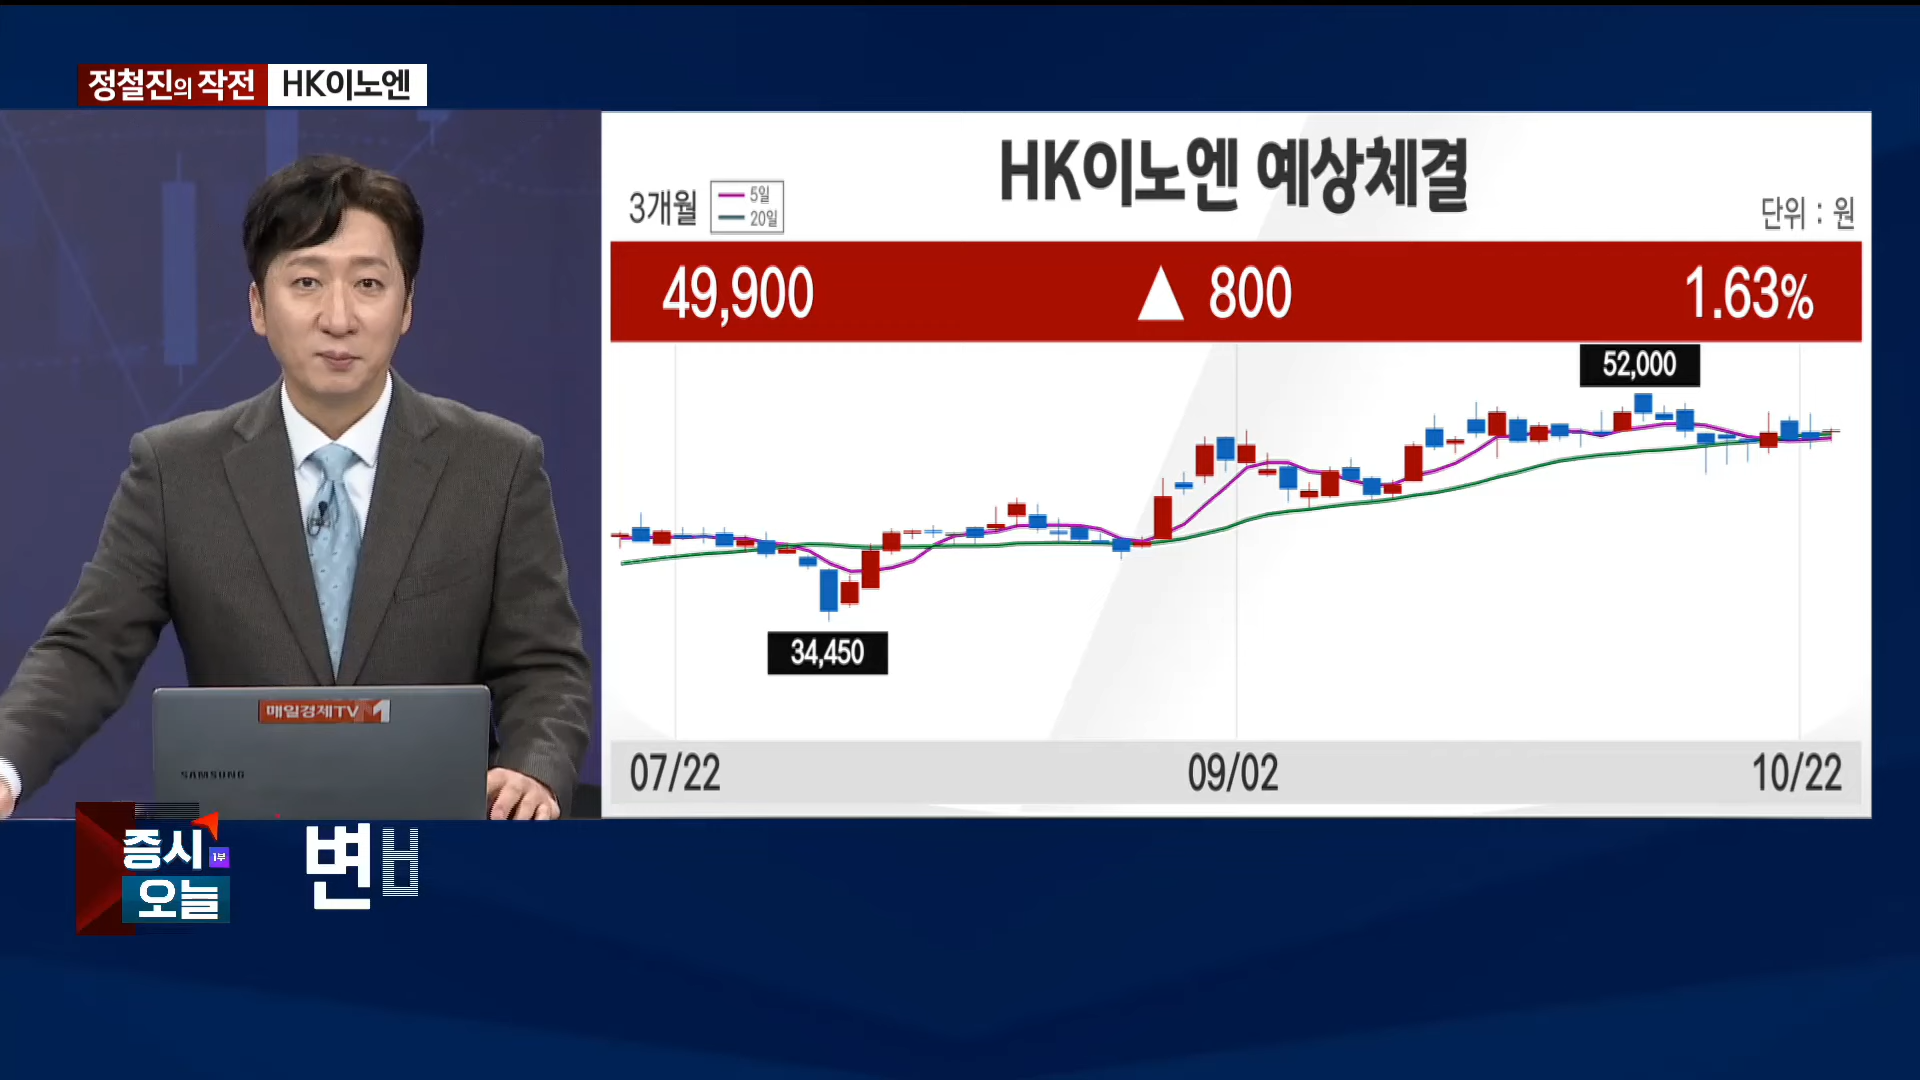 정철진의 작전 HK이노엔
HK이노엔 예상체결
3개월
5일
20일
단위 : 원
49,900 ▲ 800 1.63%
52,000
34,450
07/22 09/02 10/22
매일경제TV M
SAMSUNG
증시 1부
오늘
변